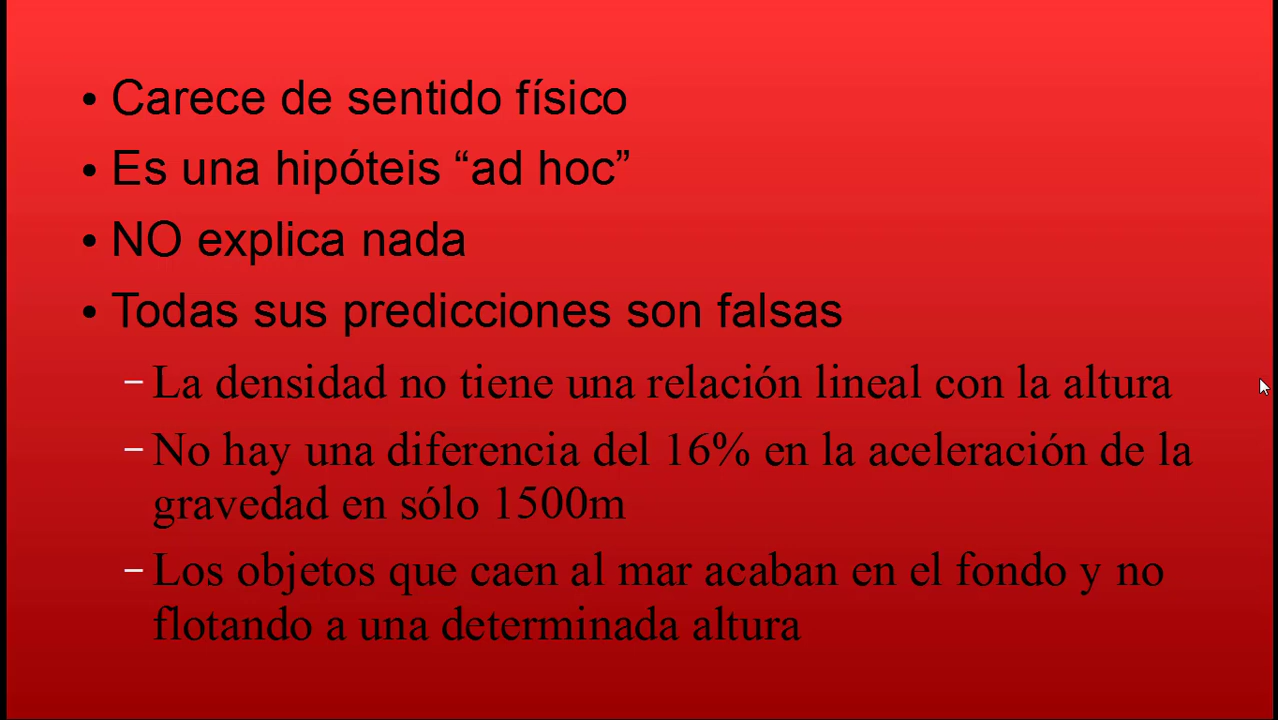 • Carece de sentido físico
• Es una hipóteis “ad hoc”
• NO explica nada
• Todas sus predicciones son falsas
– La densidad no tiene una relación lineal con la altura
– No hay una diferencia del 16% en la aceleración de la
gravedad en sólo 1500m
– Los objetos que caen al mar acaban en el fondo y no
flotando a una determinada altura